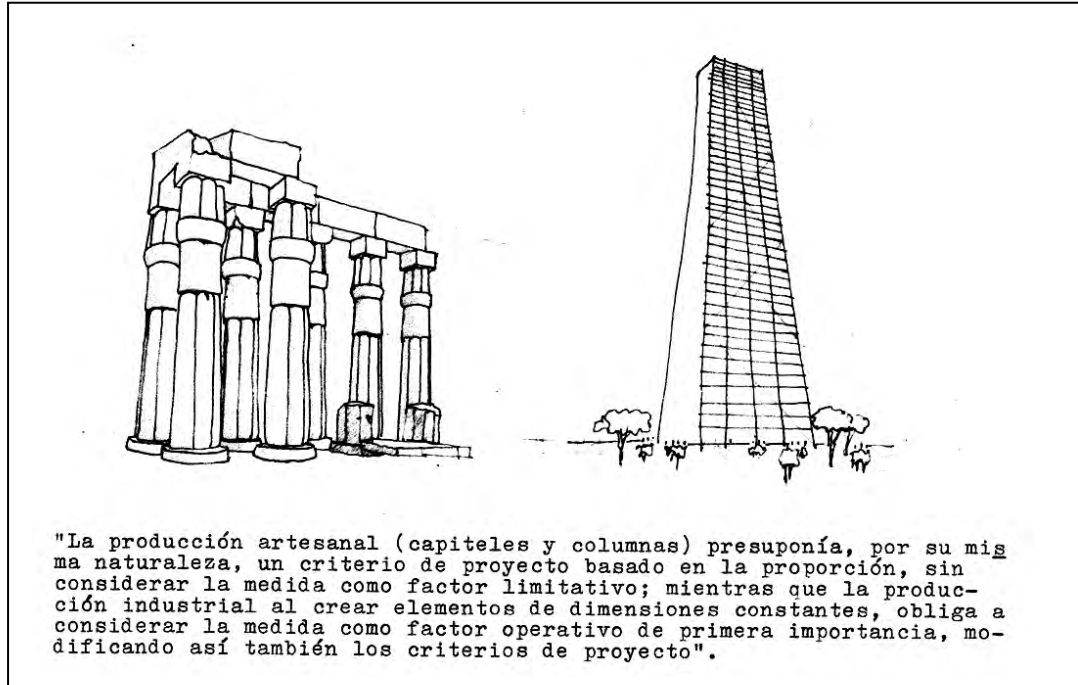 "La producción artesanal (capiteles y columnas) presuponía, por su mis
ma naturaleza, un criterio de proyecto basado en la proporción, sin
considerar la medida como factor limitativo; mientras que la produc-
ción industrial al crear elementos de dimensiones constantes, obliga a
considerar la medida como factor operativo de primera importancia, mo-
dificando así también los criterios de proyecto".